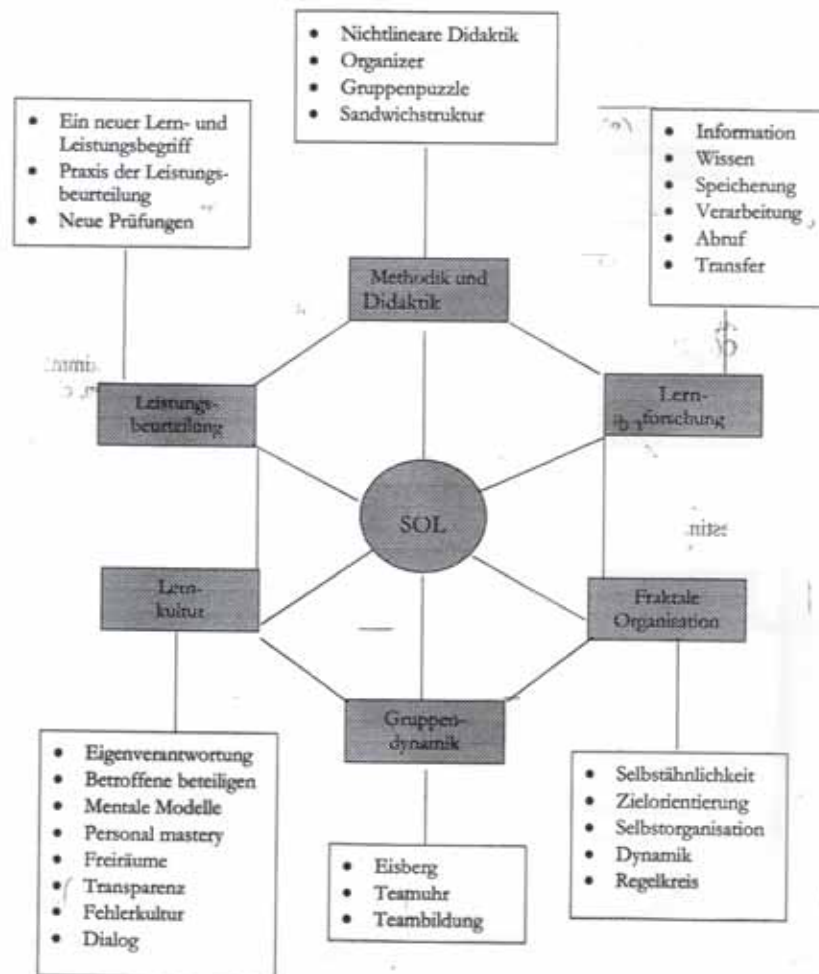 Nichtlineare Didaktik
Organizer
Gruppenpuzzle
Sandwichstruktur
Ein neuer Lern- und
Leistungsbegriff
Praxis der Leistungs-
beurteilung
Neue Prüfungen
Information
Wissen
Speicherung
Verarbeitung
Abruf
Transfer
Methodik und
Didaktik
Leistungs-
beurteilung
Lern-
forschung
SOL
Lern-
kultur
Fraktale
Organisation
Gruppen-
dynamik
Eigenverantwortung
Betroffene beteiligen
Mentale Modelle
Personal mastery
Freiräume
Transparenz
Fehlerkultur
Dialog
Eisberg
Teamuhr
Teambildung
Selbstähnlichkeit
Zielorientierung
Selbstorganisation
Dynamik
Regelkreis